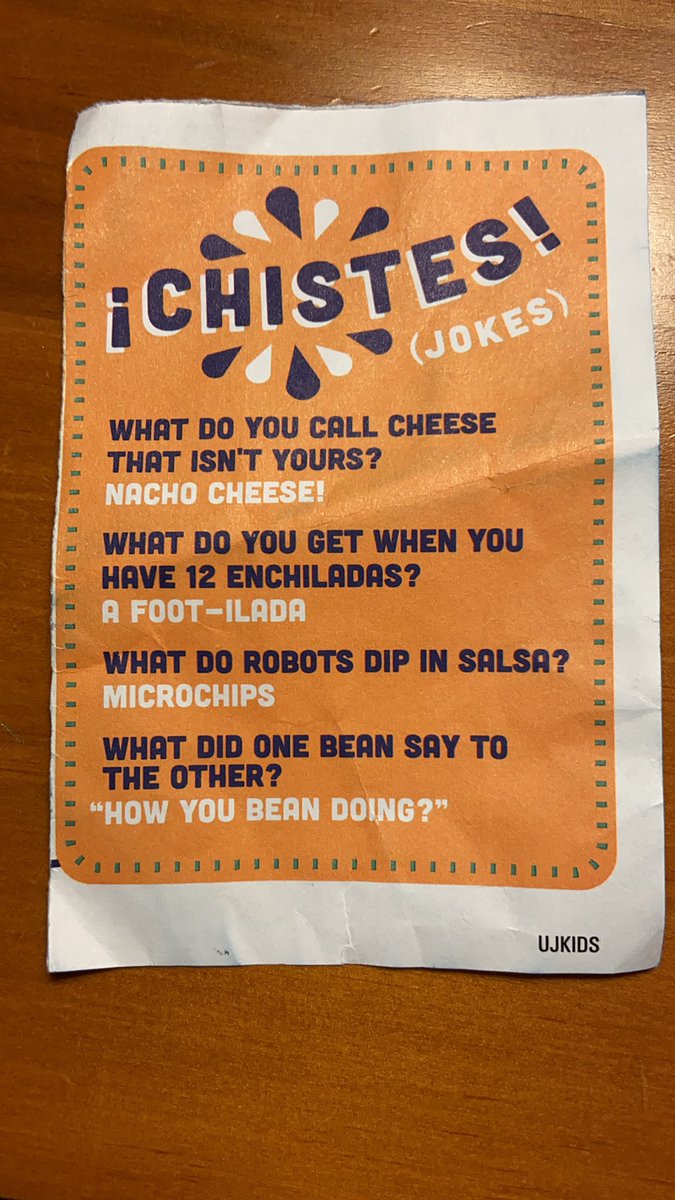 ¡CHISTES!
(JOKES)
WHAT DO YOU CALL CHEESE
THAT ISN'T YOURS?
NACHO CHEESE!
WHAT DO YOU GET WHEN YOU
HAVE 12 ENCHILADAS?
A FOOT-ILADA
WHAT DO ROBOTS DIP IN SALSA?
MICROCHIPS
WHAT DID ONE BEAN SAY TO
THE OTHER?
“HOW YOU BEAN DOING?”
UJKIDS